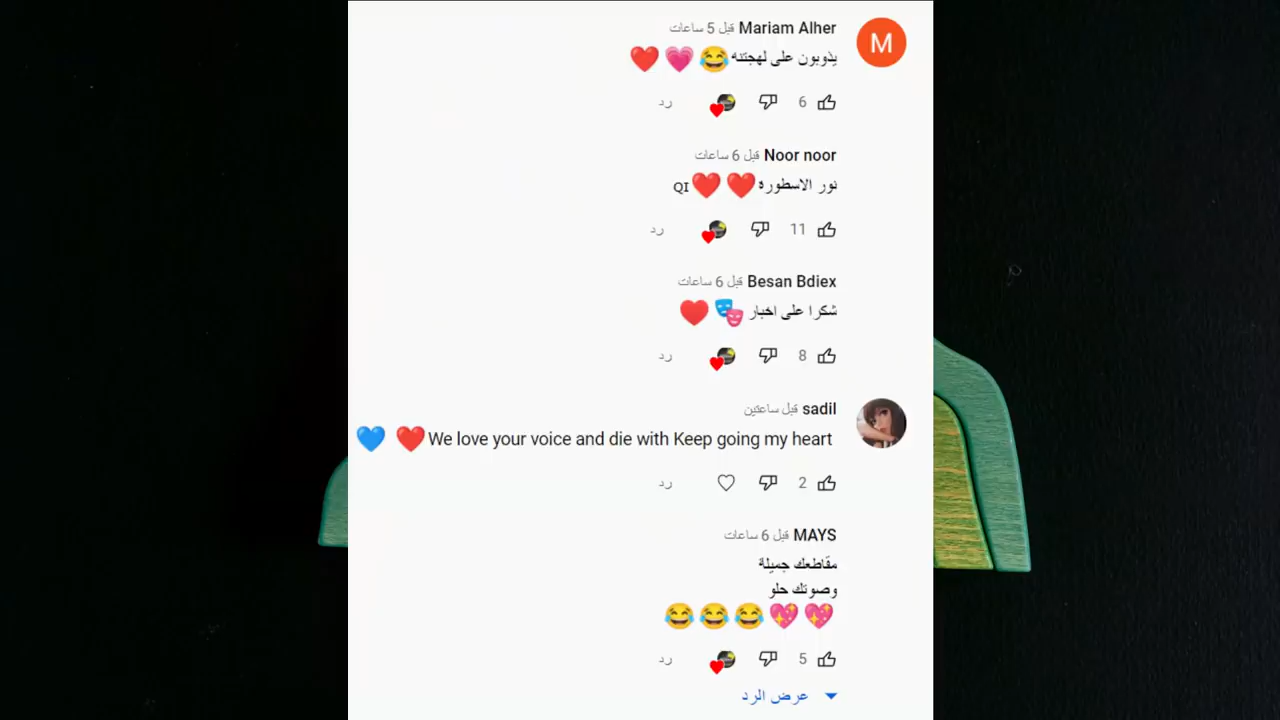 Mariam Alher قبل 5 ساعات
M
يذوبون على لهجتنه😂💗❤️
6
رد
Noor noor قبل 6 ساعات
نور الاسطوره❤️❤️QI
11
رد
Besan Bdiex قبل 6 ساعات
شكرا على اخبار🎭❤️
8
رد
sadil قبل ساعتين
💙 ❤️We love your voice and die with Keep going my heart
2
رد
MAYS قبل 6 ساعات
مقاطعك جميلة
وصوتك حلو
💖💖😂😂😂
5
رد
عرض الرد